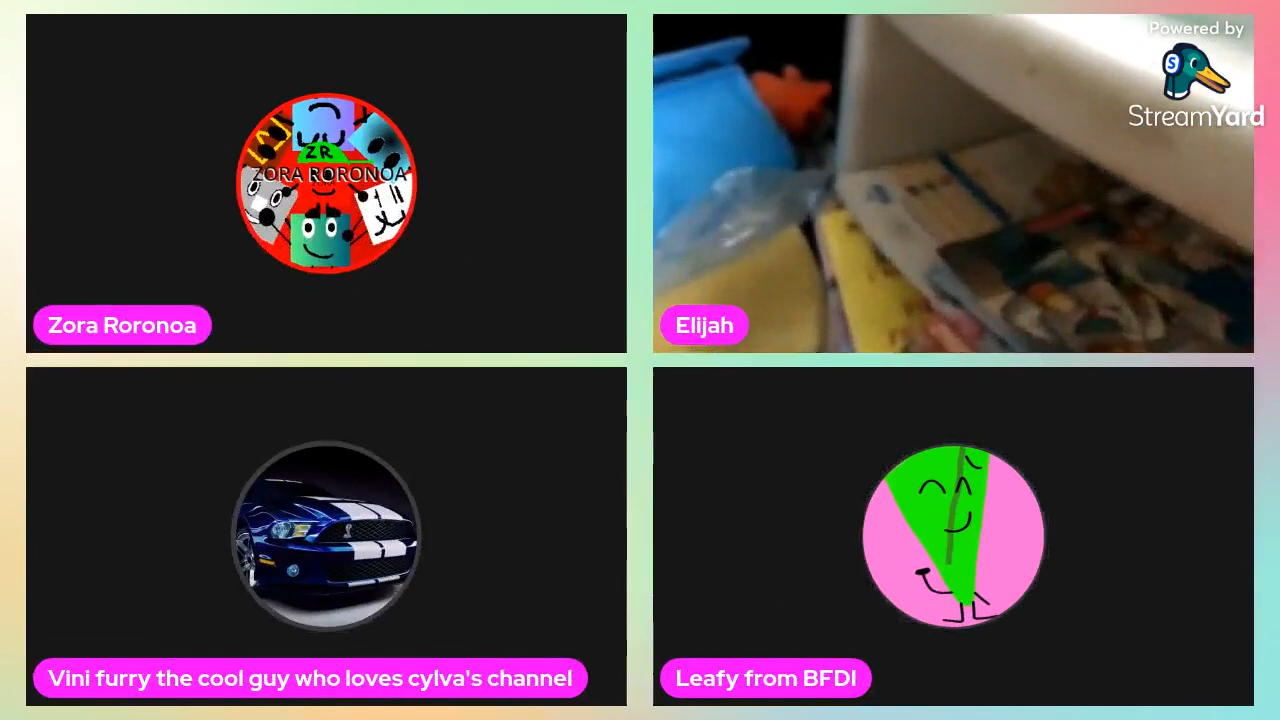 Powered by
S
StreamYard
ZR
ZORA RORONOA
Zora Roronoa
Elijah
Vini furry the cool guy who loves cylva's channel
Leafy from BFDI